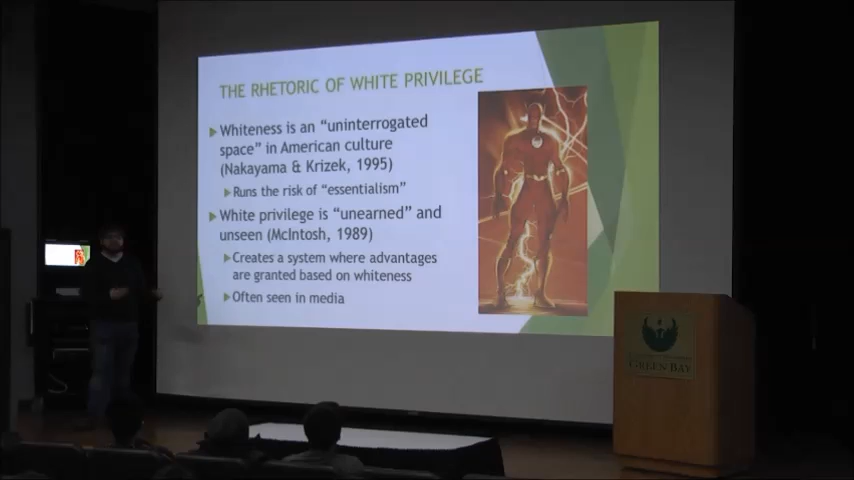 THE RHETORIC OF WHITE PRIVILEGE
Whiteness is an “uninterrogated
space” in American culture
(Nakayama & Krizek, 1995)
Runs the risk of “essentialism”
White privilege is “unearned” and
unseen (McIntosh, 1989)
Creates a system where advantages
are granted based on whiteness
Often seen in media
GREEN BAY